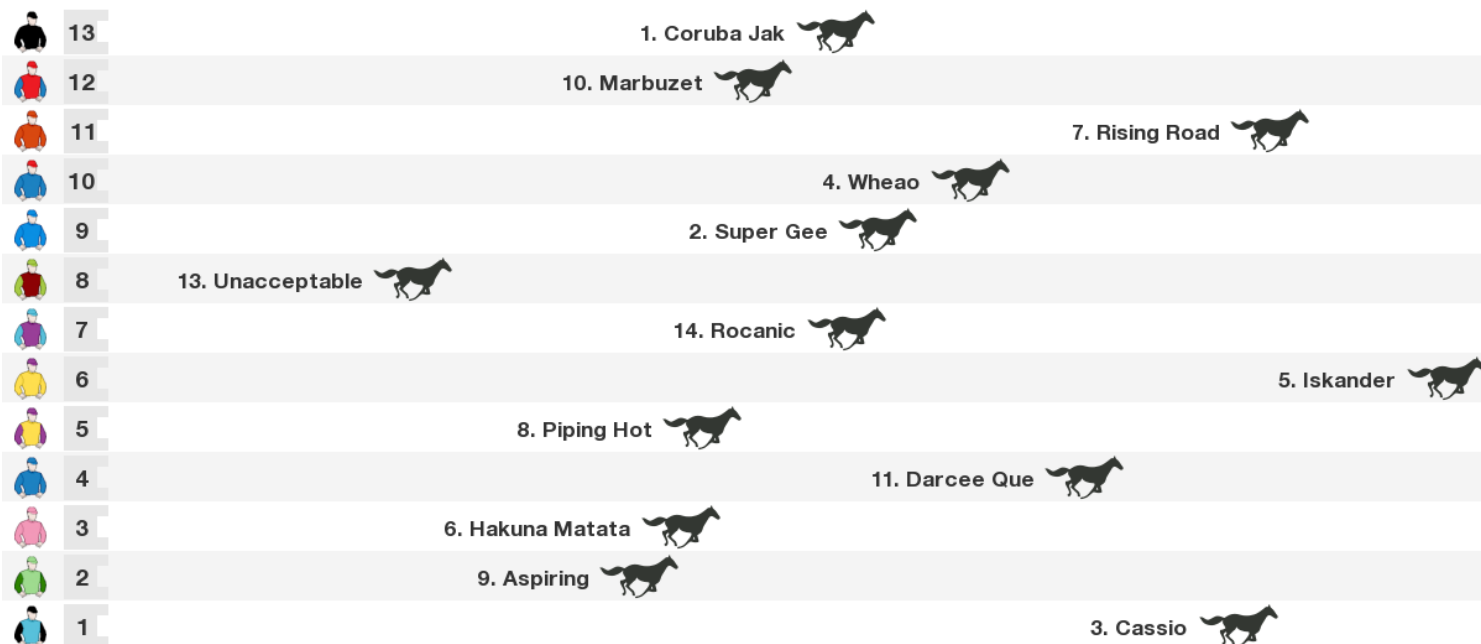 13 1. Coruba Jak
12 10. Marbuzet
11 7. Rising Road
10 4. Wheao
9 2. Super Gee
8 13. Unacceptable
7 14. Rocanic
6 5. Iskander
5 8. Piping Hot
4 11. Darcee Que
3 6. Hakuna Matata
2 9. Aspiring
1 3. Cassio